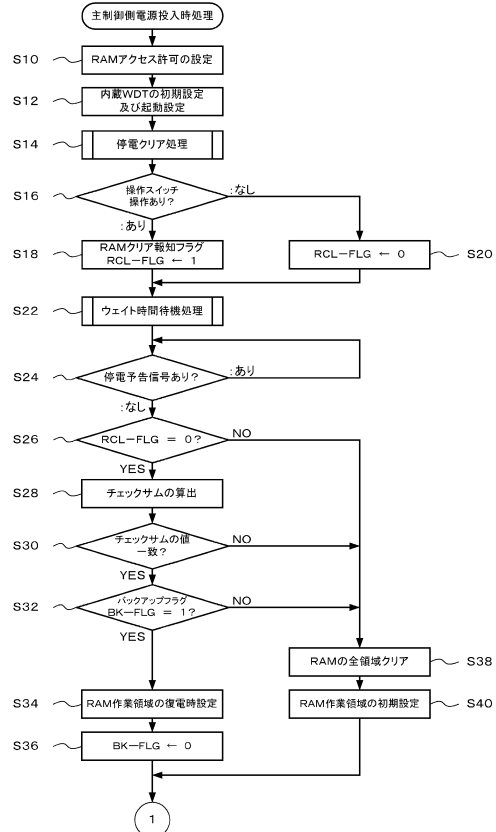 主制御側電源投入時処理
S10
RAMアクセス許可の設定
S12
内蔵WDTの初期設定
及び起動設定
S14
停電クリア処理
S16
操作スイッチ
操作あり?
:なし
:あり
S18
RAMクリア報知フラグ
RCL-FLG ← 1
RCL-FLG ← 0
S20
S22
ウェイト時間待機処理
S24
停電予告信号あり?
:あり
:なし
S26
RCL-FLG = 0?
NO
YES
S28
チェックサムの算出
S30
チェックサムの値
一致?
NO
YES
S32
バックアップフラグ
BK-FLG = 1?
NO
YES
RAMの全領域クリア
S38
S34
RAM作業領域の復電時設定
RAM作業領域の初期設定
S40
S36
BK-FLG ← 0
1